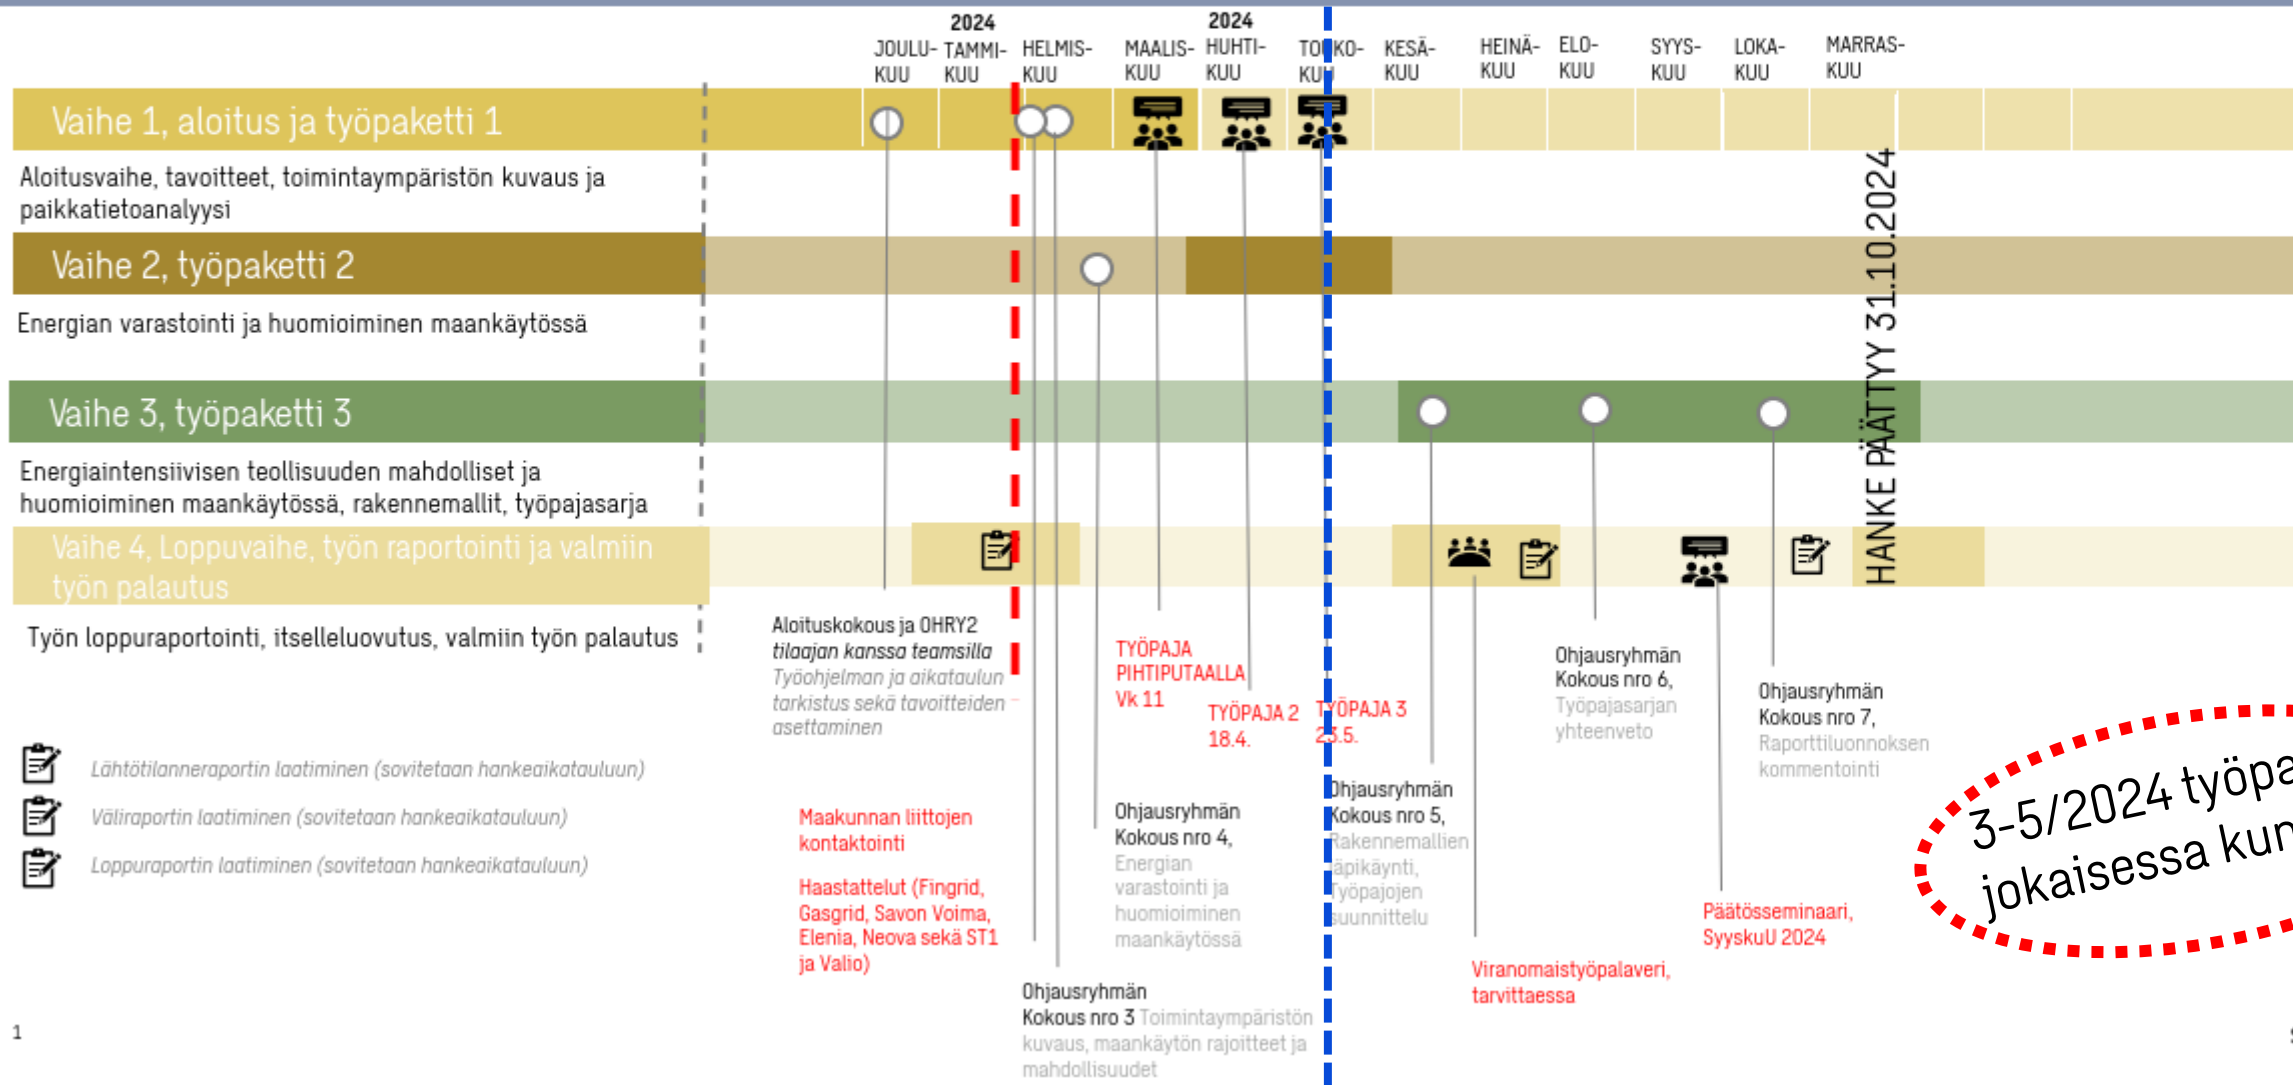 2024
2024
JOULU-
KUU
TAMMI-
KUU
HELMIS-
KUU
MAALIS-
KUU
HUHTI-
KUU
TOUKO-
KUU
KESÄ-
KUU
HEINÄ-
KUU
ELO-
KUU
SYYS-
KUU
LOKA-
KUU
MARRAS-
KUU
Vaihe 1, aloitus ja työpaketti 1
Aloitusvaihe, tavoitteet, toimintaympäristön kuvaus ja
paikkatietoanalyysi
Vaihe 2, työpaketti 2
Energian varastointi ja huomioiminen maankäytössä
Vaihe 3, työpaketti 3
Energiaintensiivisen teollisuuden mahdolliset ja
huomioiminen maankäytössä, rakennemallit, työpajasarja
Vaihe 4, Loppuvaihe, työn raportointi ja valmiin
työn palautus
Työn loppuraportointi, itselleluovutus, valmiin työn palautus
HANKE PÄÄTTYY 31.10.2024
Lähtötilanneraportin laatiminen (sovitetaan hankeaikatauluun)
Väliraportin laatiminen (sovitetaan hankeaikatauluun)
Loppuraportin laatiminen (sovitetaan hankeaikatauluun)
Aloituskokous ja OHRY2
tilaajan kanssa teamsilla
Työohjelman ja aikataulun
tarkistus sekä tavoitteiden
asettaminen
Maakunnan liittojen
kontaktointi
Haastattelut (Fingrid,
Gasgrid, Savon Voima,
Elenia, Neova sekä ST1
ja Valio)
Ohjausryhmän
Kokous nro 3 Toimintaympäristön
kuvaus, maankäytön rajoitteet ja
mahdollisuudet
TYÖPAJA
PIHTIPUTAALLA
Vk 11
Ohjausryhmän
Kokous nro 4,
Energian
varastointi ja
huomioiminen
maankäytössä
TYÖPAJA 2
18.4.
TYÖPAJA 3
23.5.
Ohjausryhmän
Kokous nro 5,
Rakennemallien
läpikäynti,
Työpajojen
suunnittelu
Viranomaistyöpalaveri,
tarvittaessa
Ohjausryhmän
Kokous nro 6,
Työpajasarjan
yhteenveto
Päätösseminaari,
SyyskuU 2024
Ohjausryhmän
Kokous nro 7,
Raporttiluonnoksen
kommentointi
3-5/2024 työpa
jokaisessa kun
1